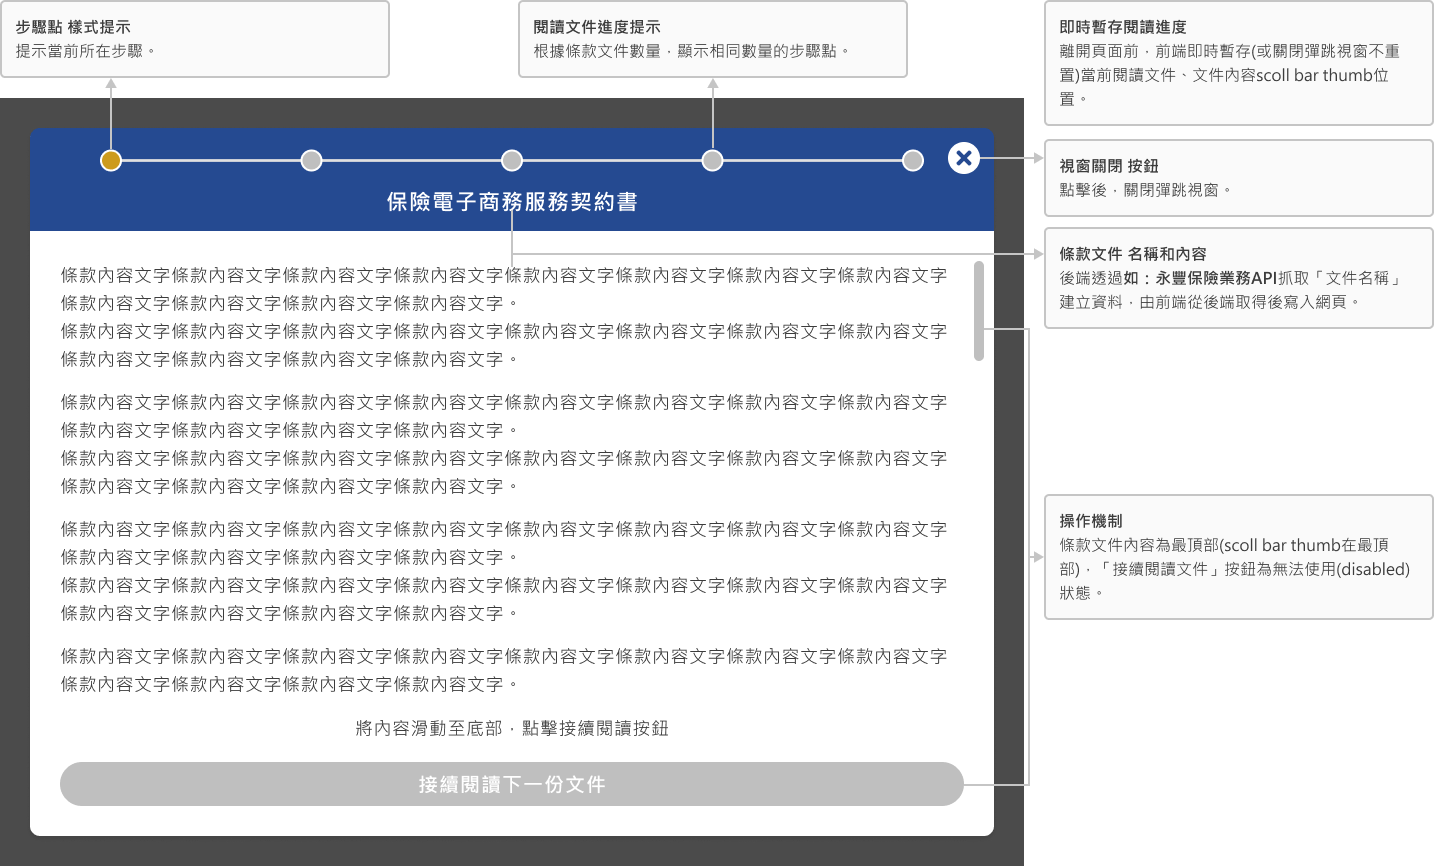 步驟點 樣式提示
提示當前所在步驟。
閱讀文件進度提示
根據條款文件數量，顯示相同數量的步驟點。
即時暫存閱讀進度
離開頁面前，前端即時暫存(或關閉彈跳視窗不重
置)當前閱讀文件、文件內容scoll bar thumb位
置。
視窗關閉 按鈕
點擊後，關閉彈跳視窗。
條款文件 名稱和內容
後端透過如：永豐保險業務API抓取「文件名稱」
建立資料，由前端從後端取得後寫入網頁。
操作機制
條款文件內容為最頂部(scoll bar thumb在最頂
部)，「接續閱讀文件」按鈕為無法使用(disabled)
狀態。
保險電子商務服務契約書
條款內容文字條款內容文字條款內容文字條款內容文字條款內容文字條款內容文字條款內容文字條款內容文字
條款內容文字條款內容文字條款內容文字條款內容文字。
條款內容文字條款內容文字條款內容文字條款內容文字條款內容文字條款內容文字條款內容文字條款內容文字
條款內容文字條款內容文字條款內容文字條款內容文字。
條款內容文字條款內容文字條款內容文字條款內容文字條款內容文字條款內容文字條款內容文字條款內容文字
條款內容文字條款內容文字條款內容文字條款內容文字。
條款內容文字條款內容文字條款內容文字條款內容文字條款內容文字條款內容文字條款內容文字條款內容文字
條款內容文字條款內容文字條款內容文字條款內容文字。
條款內容文字條款內容文字條款內容文字條款內容文字條款內容文字條款內容文字條款內容文字條款內容文字
條款內容文字條款內容文字條款內容文字條款內容文字。
條款內容文字條款內容文字條款內容文字條款內容文字條款內容文字條款內容文字條款內容文字條款內容文字
條款內容文字條款內容文字條款內容文字條款內容文字。
條款內容文字條款內容文字條款內容文字條款內容文字條款內容文字條款內容文字條款內容文字條款內容文字
條款內容文字條款內容文字條款內容文字條款內容文字。
將內容滑動至底部，點擊接續閱讀按鈕
接續閱讀下一份文件